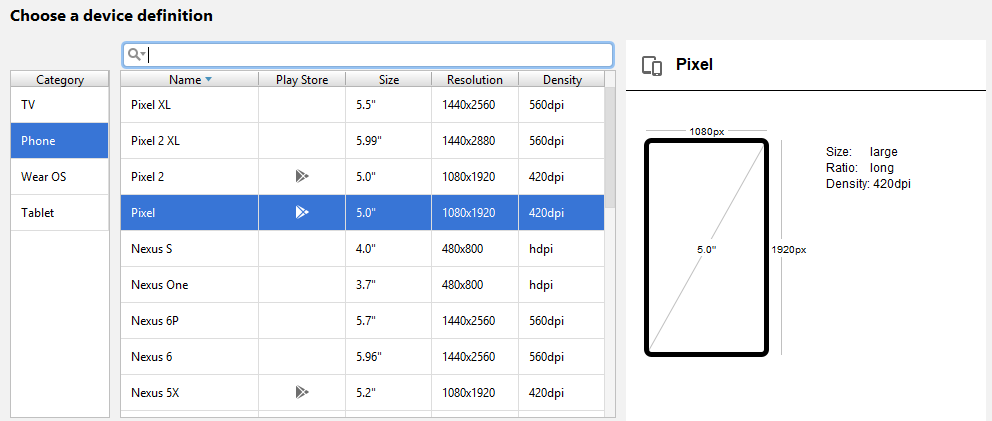 Choose a device definition
Category
TV
Phone
Wear OS
Tablet
Name Play Store Size Resolution Density
Pixel XL 5.5" 1440x2560 560dpi
Pixel 2 XL 5.99" 1440x2880 560dpi
Pixel 2 5.0" 1080x1920 420dpi
Pixel 5.0" 1080x1920 420dpi
Nexus S 4.0" 480x800 hdpi
Nexus One 3.7" 480x800 hdpi
Nexus 6P 5.7" 1440x2560 560dpi
Nexus 6 5.96" 1440x2560 560dpi
Nexus 5X 5.2" 1080x1920 420dpi
Pixel
1080px
5.0"
1920px
Size: large
Ratio: long
Density: 420dpi